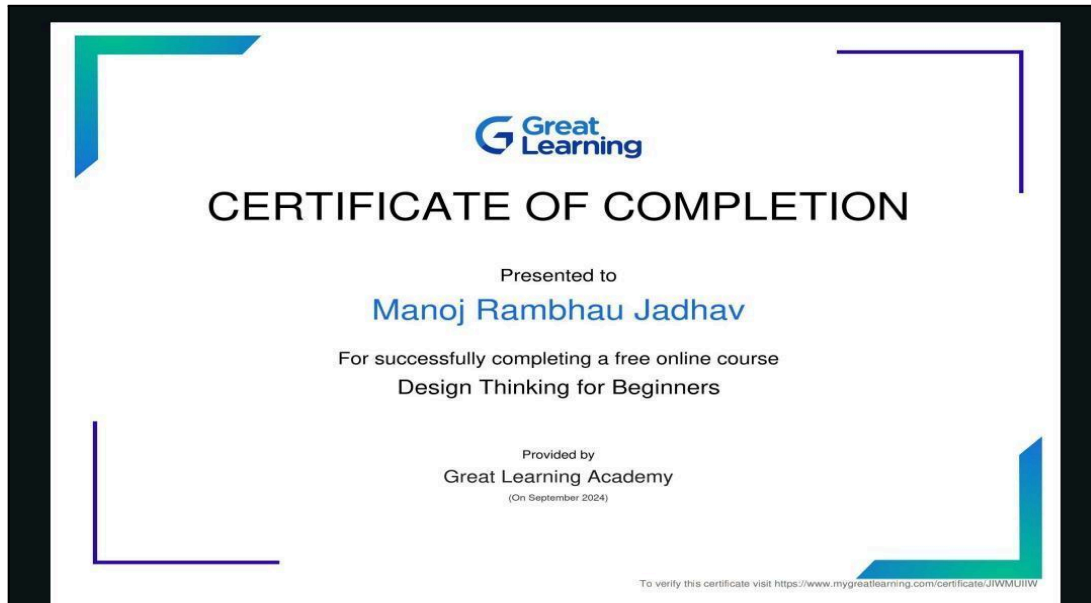 Great
Learning
CERTIFICATE OF COMPLETION
Presented to
Manoj Rambhau Jadhav
For successfully completing a free online course
Design Thinking for Beginners
Provided by
Great Learning Academy
(On September 2024)
To verify this certificate visit https://www.mygreatlearning.com/certificate/JIWMUIIW